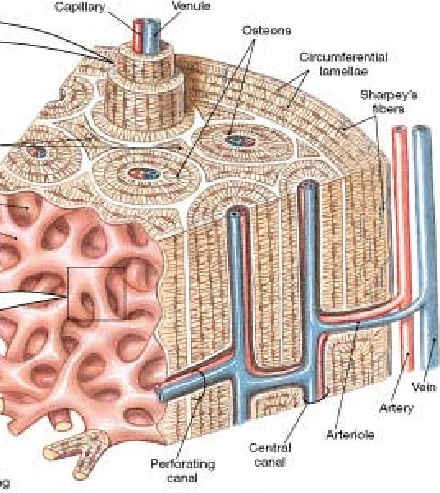 Capillary
Venule
Osteons
Circumferential
lamellae
Sharpey's
fibers
Vein
Artery
Arteriole
Central
canal
Perforating
canal